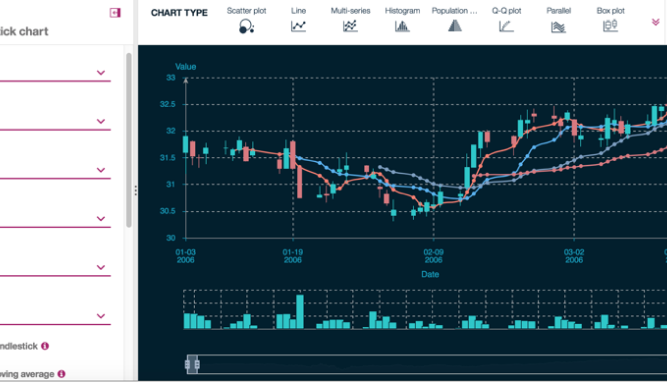 CHART TYPE
Scatter plot
Line
Multi-series
Histogram
Population ...
Q-Q plot
Parallel
Box plot
tick chart
ndlestick
oving average
Value
33
32.5
32
31.5
31
30.5
30
01-03
2006
01-19
2006
02-09
2006
03-02
2006
Date